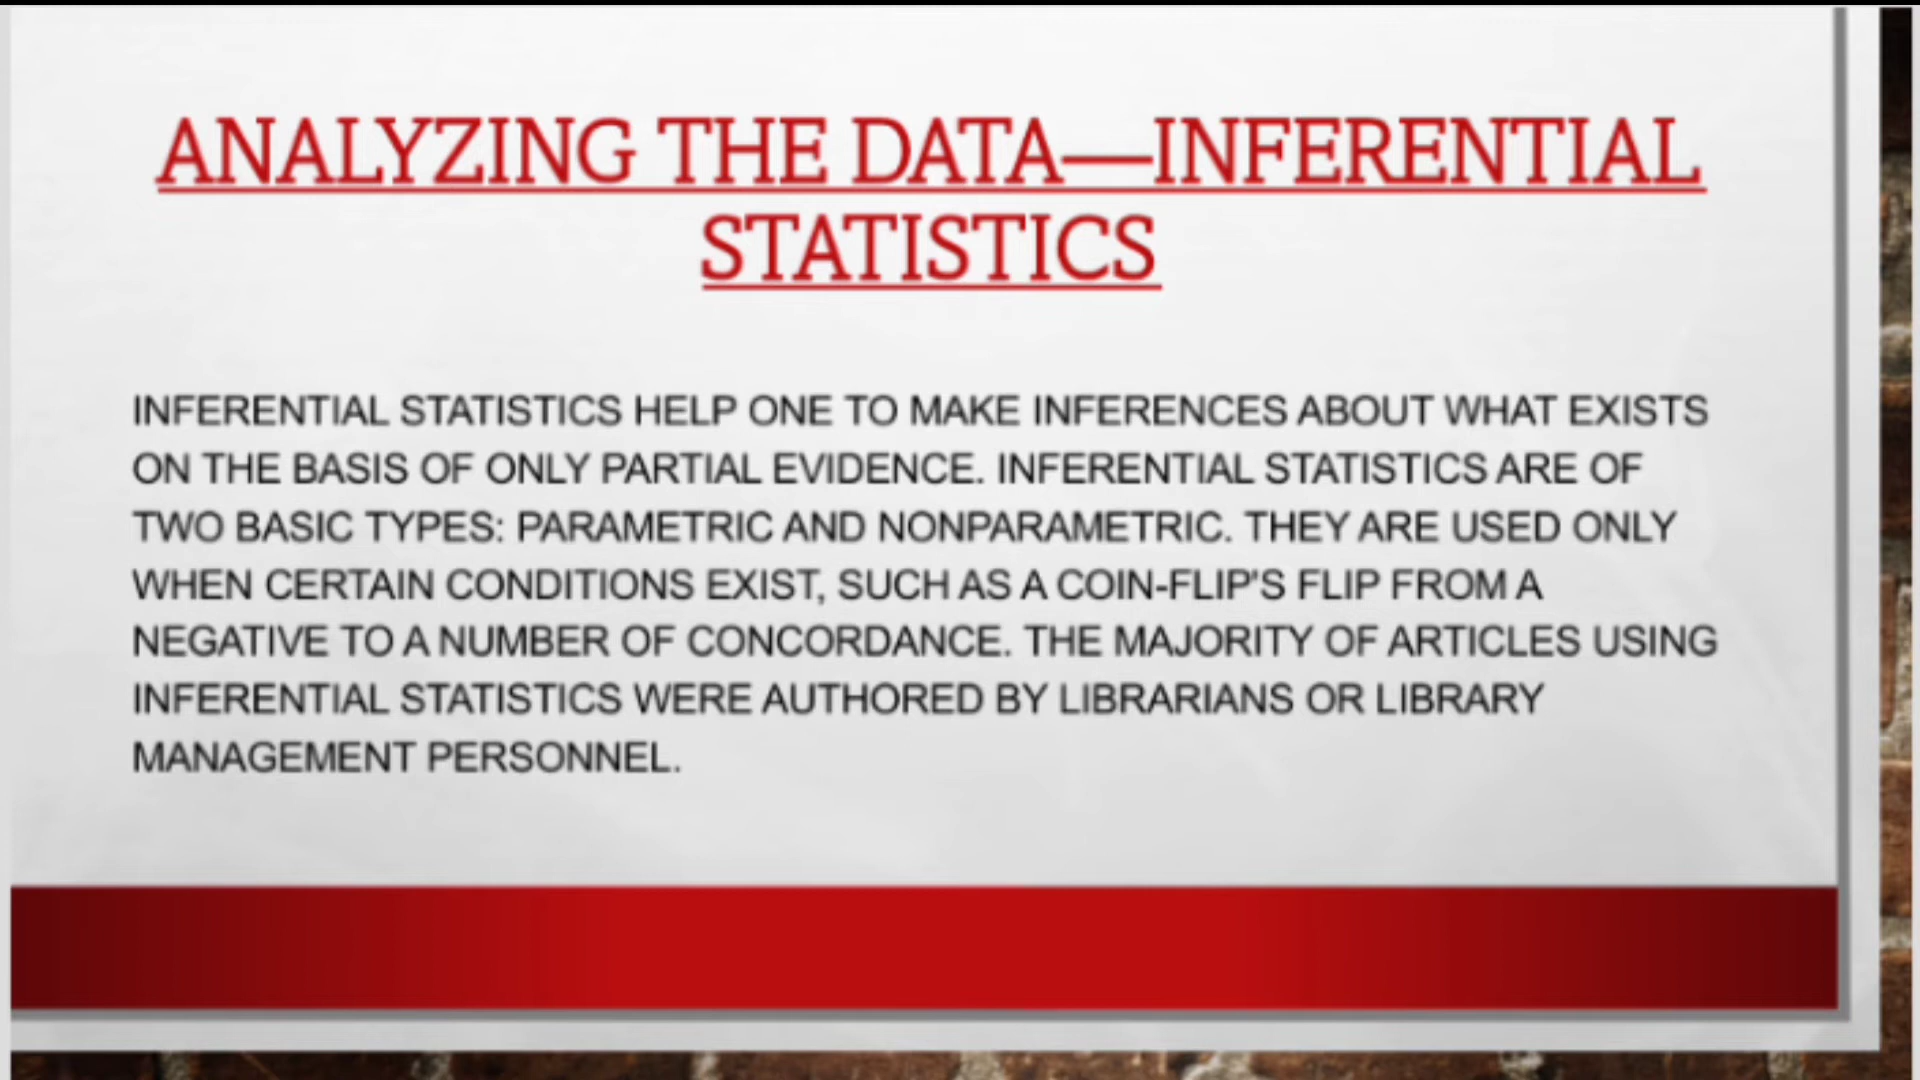 ANALYZING THE DATA—INFERENTIAL
STATISTICS
INFERENTIAL STATISTICS HELP ONE TO MAKE INFERENCES ABOUT WHAT EXISTS
ON THE BASIS OF ONLY PARTIAL EVIDENCE. INFERENTIAL STATISTICS ARE OF
TWO BASIC TYPES: PARAMETRIC AND NONPARAMETRIC. THEY ARE USED ONLY
WHEN CERTAIN CONDITIONS EXIST, SUCH AS A COIN-FLIP'S FLIP FROM A
NEGATIVE TO A NUMBER OF CONCORDANCE. THE MAJORITY OF ARTICLES USING
INFERENTIAL STATISTICS WERE AUTHORED BY LIBRARIANS OR LIBRARY
MANAGEMENT PERSONNEL.